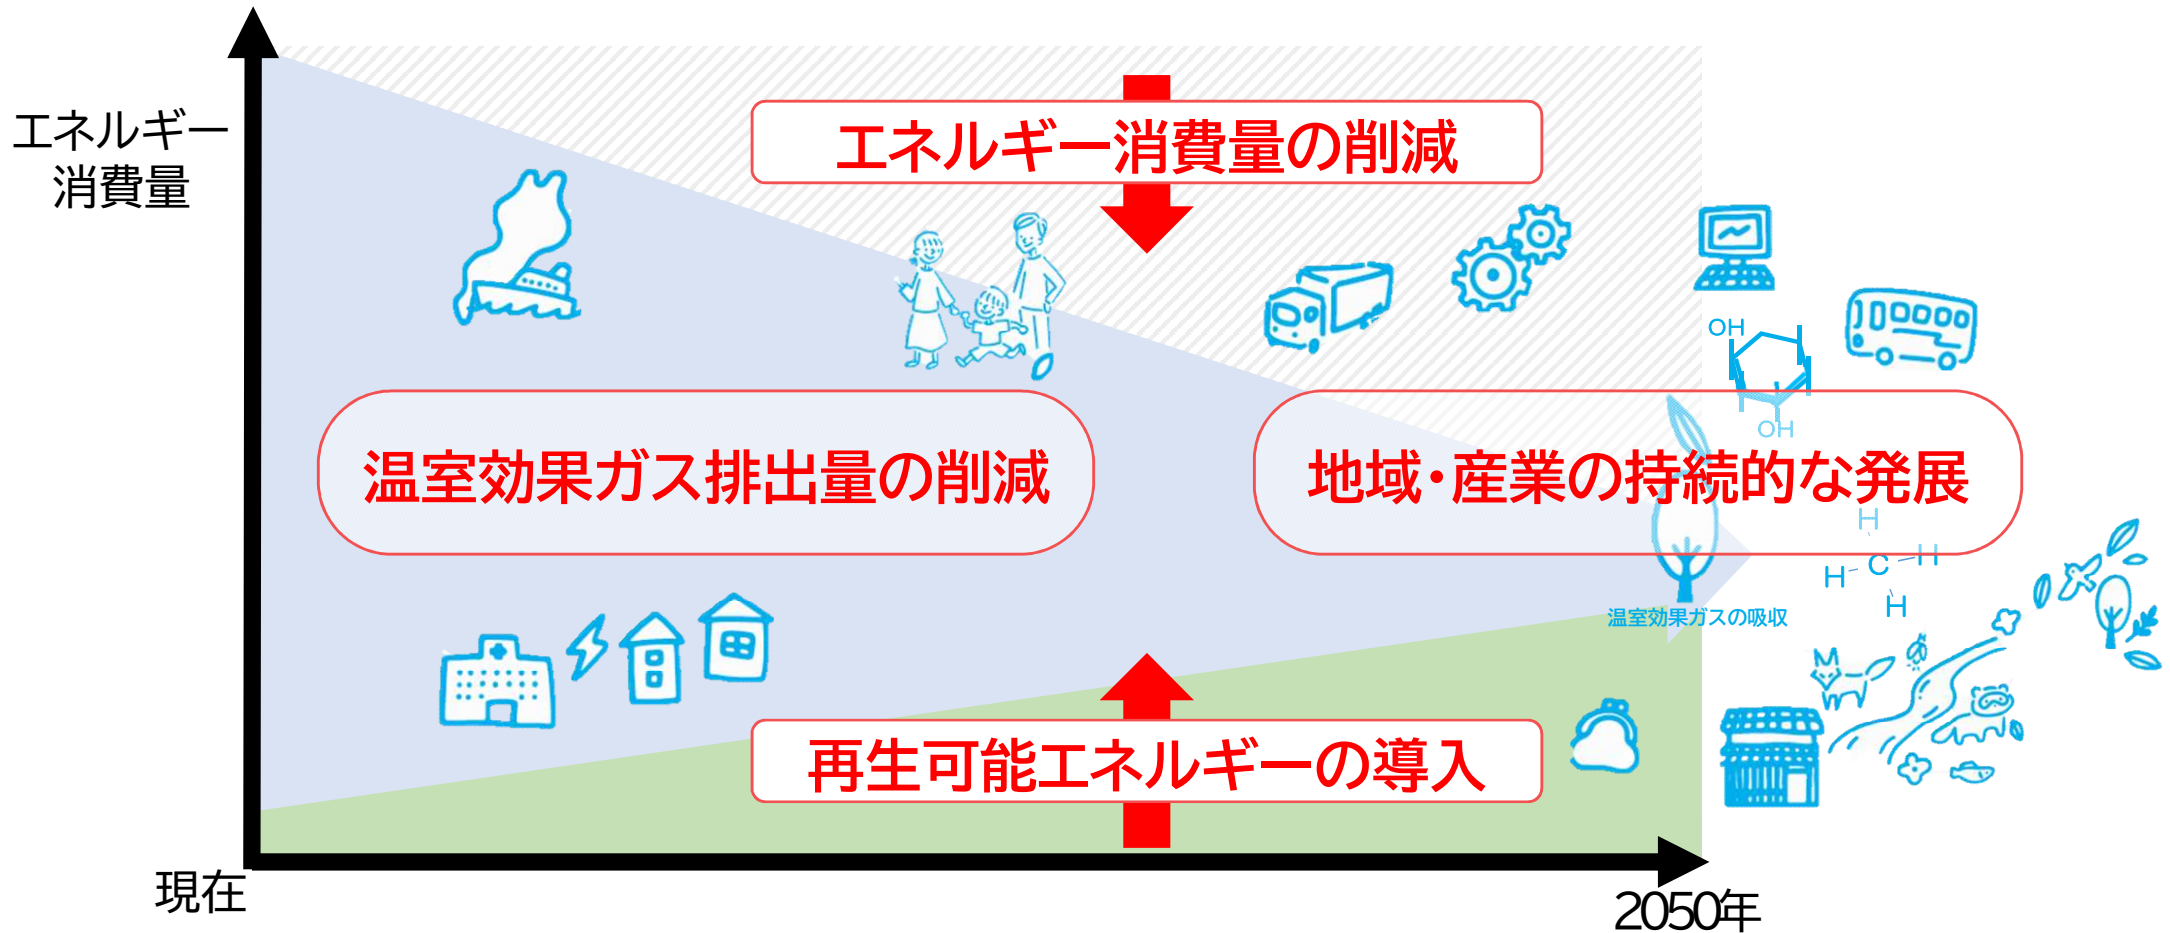 エネルギー
消費量
エネルギー消費量の削減
OH
OH
温室効果ガス排出量の削減
地域・産業の持続的な発展
H
H C H
H
温室効果ガスの吸収
再生可能エネルギーの導入
現在
2050年